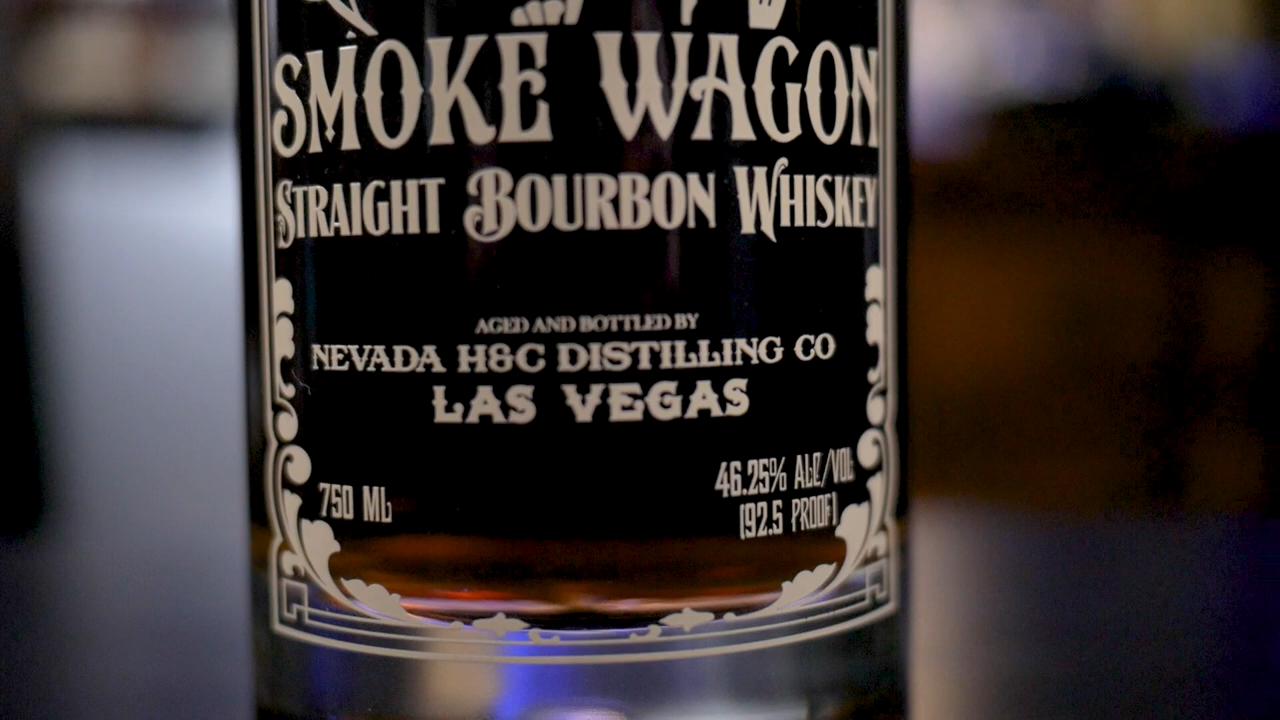 SMOKE WAGON
STRAIGHT BOURBON WHISKEY
AGED AND BOTTLED BY
NEVADA H&C DISTILLING CO
LAS VEGAS
750 ML
46.25% ALC/VOL
(92.5 PROOF)